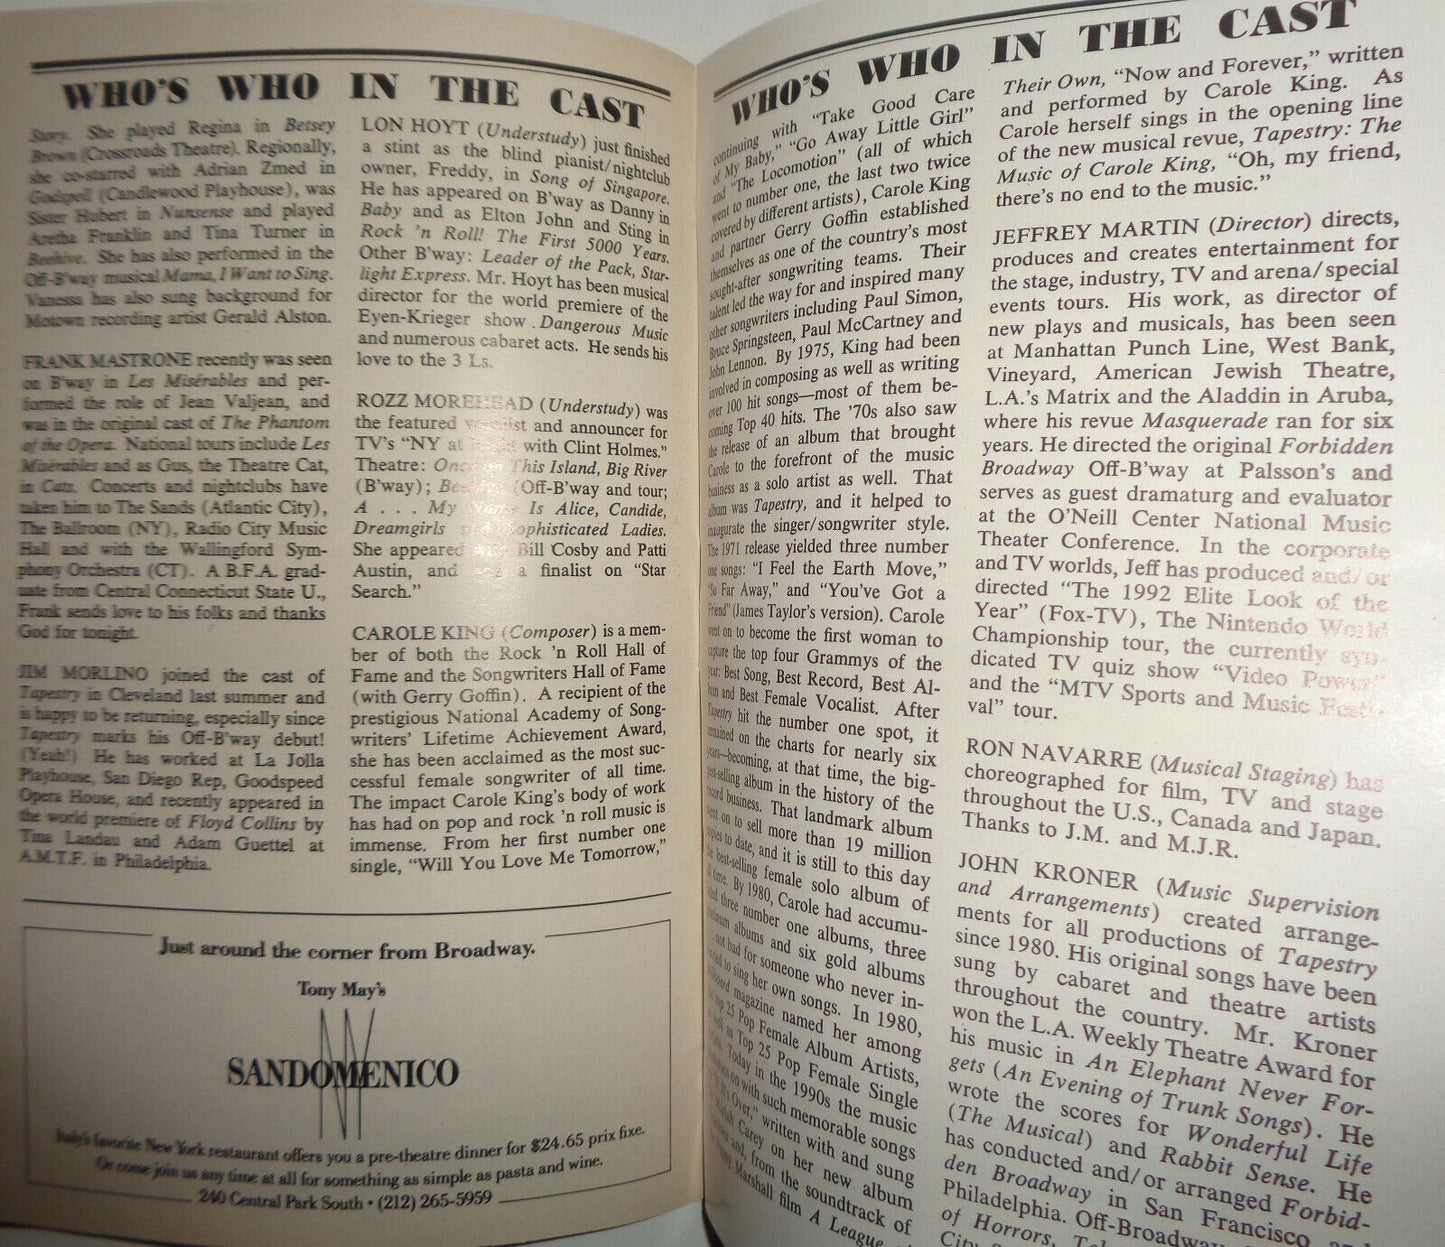 WHO'S WHO IN THE CAST
Story. She played Regina in Betsey
Brown (Crossroads Theatre). Regionally,
she co-starred with Adrian Zmed in
Godspell (Candlewood Playhouse), was
Sister Hubert in Nunsense and played
Aretha Franklin and Tina Turner in
Beehive. She has also performed in the
Off-B'way musical Mama, I Want to Sing.
Vanessa has also sung background for
Motown recording artist Gerald Alston.
FRANK MASTRONE recently was seen
on B'way in Les Misérables and per-
formed the role of Jean Valjean, and
was in the original cast of The Phantom
of the Opera. National tours include Les
Misérables and as Gus, the Theatre Cat,
in Cats. Concerts and nightclubs have
taken him to The Sands (Atlantic City),
The Ballroom (NY), Radio City Music
Hall and with the Wallingford Sym-
phony Orchestra (CT). A B.F.A. grad-
uate from Central Connecticut State U.,
Frank sends love to his folks and thanks
God for tonight.
JIM MORLINO joined the cast of
Tapestry in Cleveland last summer and
is happy to be returning, especially since
Tapestry marks his Off-B'way debut!
(Yeah!) He has worked at La Jolla
Playhouse, San Diego Rep, Goodspeed
Opera House, and recently appeared in
the world premiere of Floyd Collins by
Tina Landau and Adam Guettel at
A.M.T.F. in Philadelphia.
LON HOYT (Understudy) just finished
a stint as the blind pianist/nightclub
owner, Freddy, in Song of Singapore.
He has appeared on B'way as Danny in
Baby and as Elton John and Sting in
Rock 'n Roll! The First 5000 Years.
Other B'way: Leader of the Pack, Star-
light Express. Mr. Hoyt has been musical
director for the world premiere of the
Eyen-Krieger show Dangerous Music
and numerous cabaret acts. He sends his
love to the 3 Ls.
ROZZ MOREHEAD (Understudy) was
the featured vocalist and announcer for
TV's "NY at Night with Clint Holmes."
Theatre: Once on This Island, Big River
(B'way); Beehive (Off-B'way and tour;
A . . . My Name Is Alice, Candide,
Dreamgirls and Sophisticated Ladies.
She appeared with Bill Cosby and Patti
Austin, and was a finalist on "Star
Search."
CAROLE KING (Composer) is a mem-
ber of both the Rock 'n Roll Hall of
Fame and the Songwriters Hall of Fame
(with Gerry Goffin). A recipient of the
prestigious National Academy of Song-
writers' Lifetime Achievement Award,
she has been acclaimed as the most suc-
cessful female songwriter of all time.
The impact Carole King's body of work
has had on pop and rock 'n roll music is
immense. From her first number one
single, "Will You Love Me Tomorrow,"
Just around the corner from Broadway.
Tony May's
SANDOMENICO
Italy's favorite New York restaurant offers you a pre-theatre dinner for $24.65 prix fixe.
Or come join us any time at all for something as simple as pasta and wine.
240 Central Park South • (212) 265-5959
WHO'S WHO IN THE CAST
continuing with "Take Good Care
of My Baby," "Go Away Little Girl"
and "The Locomotion" (all of which
went to number one, the last two twice
covered by different artists), Carole King
and partner Gerry Goffin established
themselves as one of the country's most
sought-after songwriting teams. Their
talent led the way for and inspired many
other songwriters including Paul Simon,
Bruce Springsteen, Paul McCartney and
John Lennon. By 1975, King had been
involved in composing as well as writing
over 100 hit songs—most of them be-
coming Top 40 hits. The '70s also saw
the release of an album that brought
Carole to the forefront of the music
business as a solo artist as well. That
album was Tapestry, and it helped to
inaugurate the singer/songwriter style.
The 1971 release yielded three number
one songs: "I Feel the Earth Move,"
"So Far Away," and "You've Got a
Friend" (James Taylor's version). Carole
went on to become the first woman to
capture the top four Grammys of the
year: Best Song, Best Record, Best Al-
bum and Best Female Vocalist. After
Tapestry hit the number one spot, it
remained on the charts for nearly six
years—becoming, at that time, the big-
gest-selling album in the history of the
record business. That landmark album
went on to sell more than 19 million
copies to date, and it is still to this day
the best-selling female solo album of
all time. By 1980, Carole had accumu-
lated three number one albums, three
platinum albums and six gold albums
not bad for someone who never in-
tended to sing her own songs. In 1980,
magazine named her among
top 25 Pop Female Album Artists,
as well as Top 25 Pop Female Single
Today in the 1990s the music
on with such memorable songs
It's Over," written with and sung
Mariah Carey on her new album
and, from the soundtrack of
Penny Marshall film A League of
Their Own, "Now and Forever," written
and performed by Carole King. As
Carole herself sings in the opening line
of the new musical revue, Tapestry: The
Music of Carole King, "Oh, my friend,
there's no end to the music."
JEFFREY MARTIN (Director) directs,
produces and creates entertainment for
the stage, industry, TV and arena/special
events tours. His work, as director of
new plays and musicals, has been seen
at Manhattan Punch Line, West Bank,
Vineyard, American Jewish Theatre,
L.A.'s Matrix and the Aladdin in Aruba,
where his revue Masquerade ran for six
years. He directed the original Forbidden
Broadway Off-B'way at Palsson's and
serves as guest dramaturg and evaluator
at the O'Neill Center National Music
Theater Conference. In the corporate
and TV worlds, Jeff has produced and/or
directed "The 1992 Elite Look of the
Year" (Fox-TV), The Nintendo World
Championship tour, the currently syn-
dicated TV quiz show "Video Power"
and the "MTV Sports and Music Festi-
val" tour.
RON NAVARRE (Musical Staging) has
choreographed for film, TV and stage
throughout the U.S., Canada and Japan.
Thanks to J.M. and M.J.R.
JOHN KRONER (Music Supervision
and Arrangements) created arrange-
ments for all productions of Tapestry
since 1980. His original songs have been
sung by cabaret and theatre artists
throughout the country. Mr. Kroner
won the L.A. Weekly Theatre Award for
his music in An Elephant Never For-
gets (An Evening of Trunk Songs). He
wrote the scores for Wonderful Life
(The Musical) and Rabbit Sense. He
has conducted and/or arranged Forbid-
den Broadway in San Francisco and
Philadelphia. Off-Broadway:
of Horrors,
City